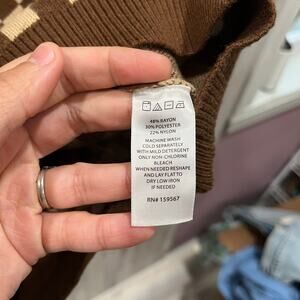 48% RAYON
30% POLYESTER
22% NYLON
MACHINE WASH
COLD SEPARATELY
WITH MILD DETERGENT
ONLY NON-CHLORINE
BLEACH
WHEN NEEDED RESHAPE
AND LAY FLAT TO
DRY LOW IRON
IF NEEDED
RN# 159567